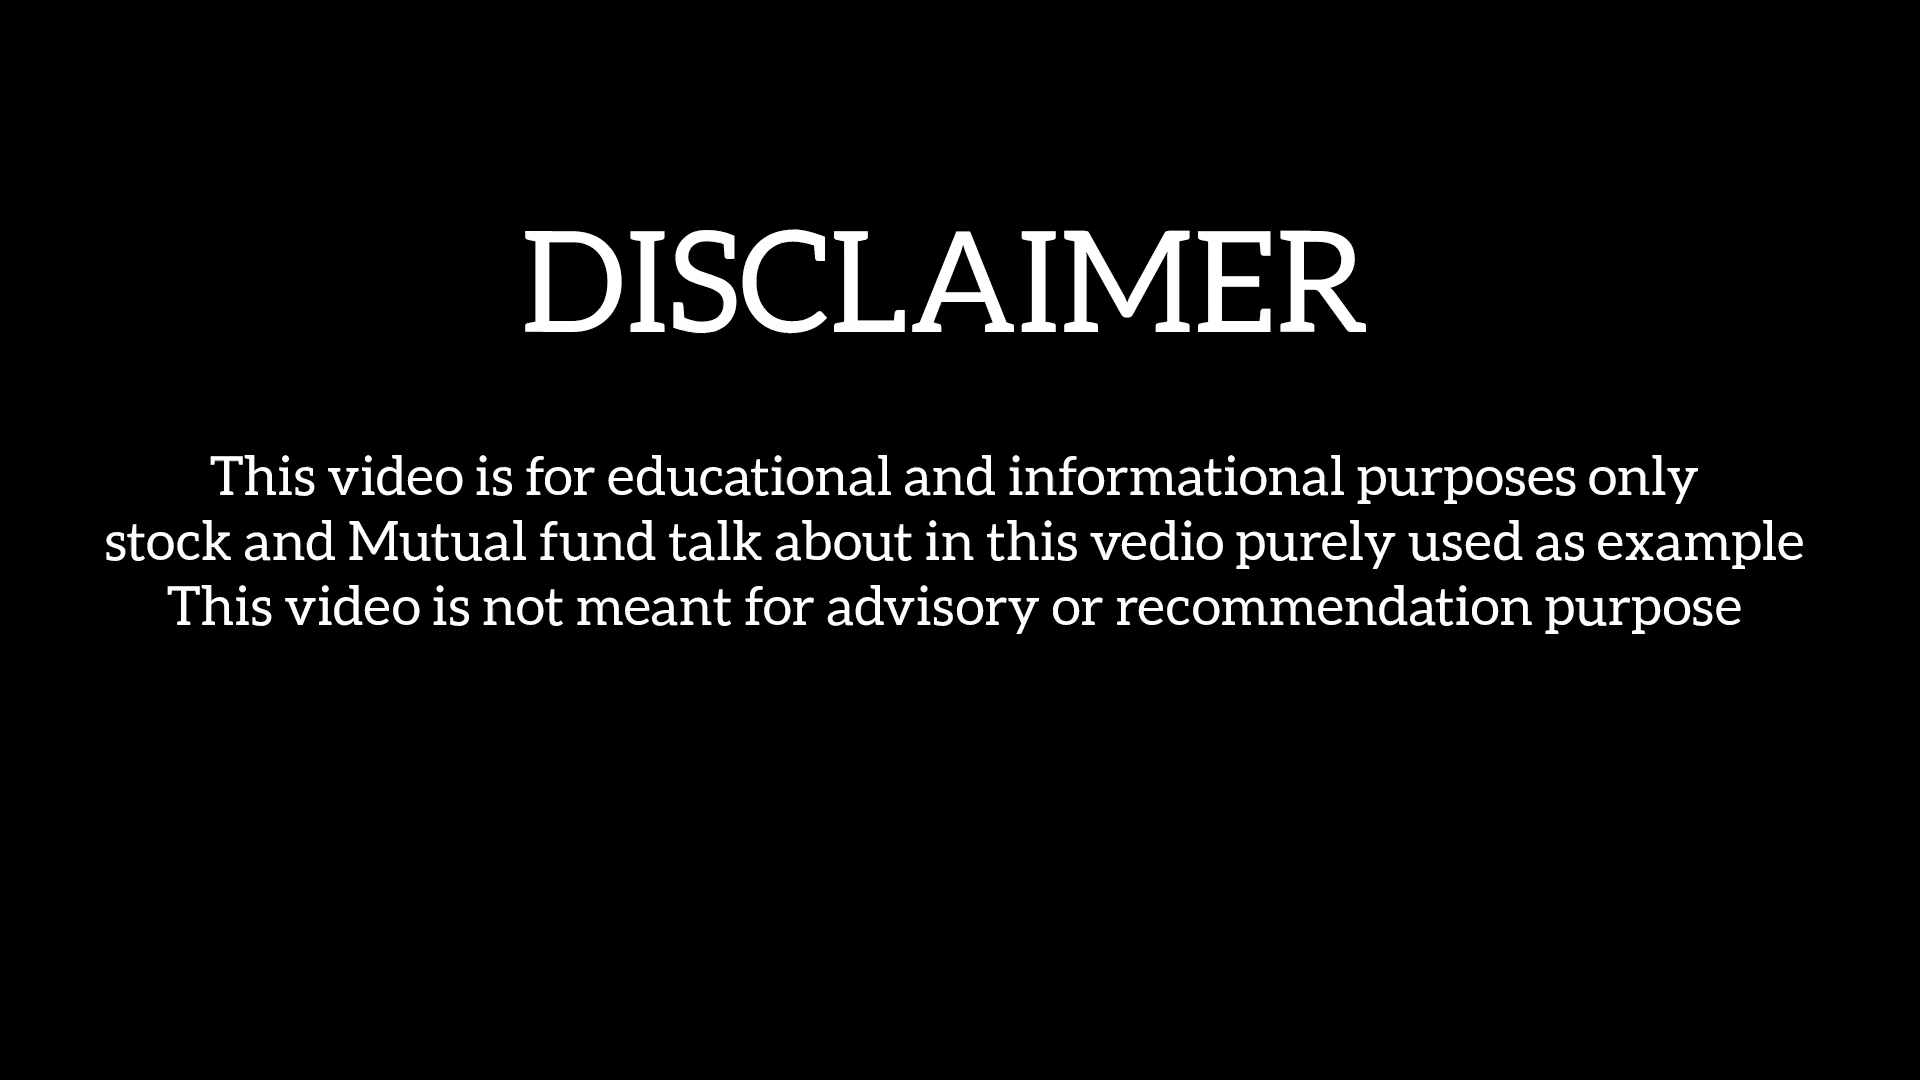 DISCLAIMER
This video is for educational and informational purposes only
stock and Mutual fund talk about in this vedio purely used as example
This video is not meant for advisory or recommendation purpose